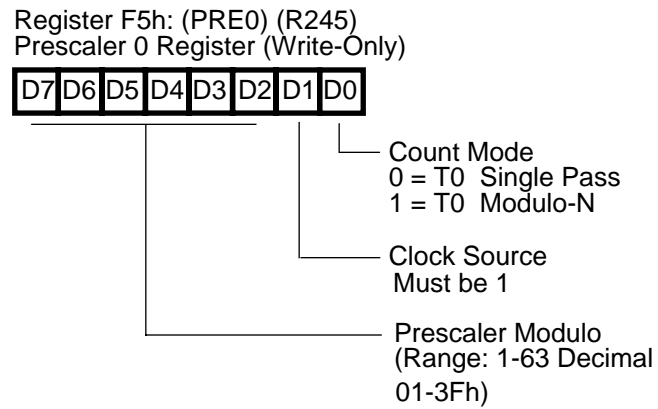 Register F5h: (PRE0) (R245)
Prescaler 0 Register (Write-Only)
D7 D6 D5 D4 D3 D2 D1 D0
Count Mode
0 = T0 Single Pass
1 = T0 Modulo-N
Clock Source
Must be 1
Prescaler Modulo
(Range: 1-63 Decimal
01-3Fh)